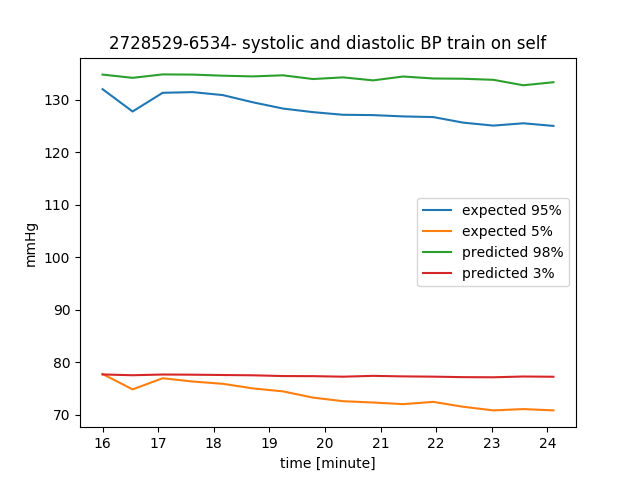 2728529-6534- systolic and diastolic BP train on self
mmHg
130
120
110
100
90
80
70
expected 95%
expected 5%
predicted 98%
predicted 3%
16 17 18 19 20 21 22 23 24
time [minute]